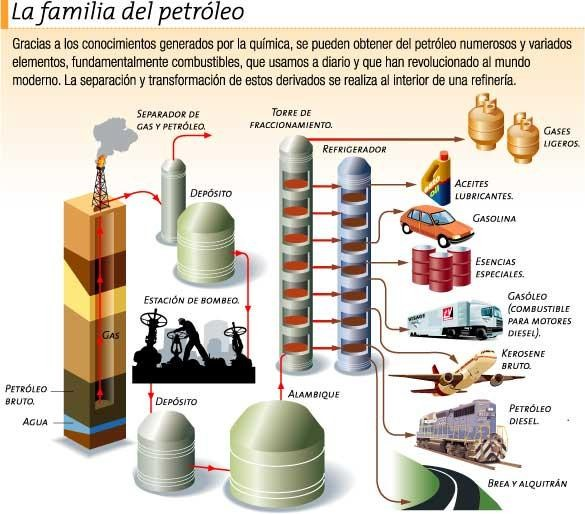 La familia del petróleo
Gracias a los conocimientos generados por la química, se pueden obtener del petróleo numerosos y variados
elementos, fundamentalmente combustibles, que usamos a diario y que han revolucionado al mundo
moderno. La separación y transformación de estos derivados se realiza al interior de una refinería.
SEPARADOR DE
GAS Y PETRÓLEO.
TORRE DE
FRACCIONAMIENTO.
REFRIGERADOR
GASES
LIGEROS.
DEPÓSITO
ACEITES
LUBRICANTES.
GASOLINA
ESENCIAS
ESPECIALES.
ESTACIÓN DE BOMBEO.
GASÓLEO
(COMBUSTIBLE
PARA MOTORES
DIESEL).
GAS
KEROSENE
BRUTO.
PETRÓLEO
BRUTO.
AGUA
DEPÓSITO
ALAMBIQUE
PETRÓLEO
DIESEL.
BREA Y ALQUITRÁN